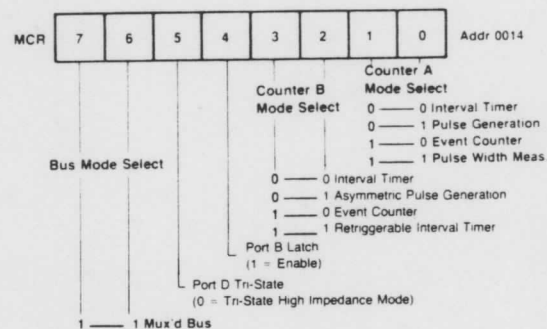 MCR 7 6 5 4 3 2 1 0 Addr 0014
Counter A
Mode Select
0 0 Interval Timer
0 1 Pulse Generation
1 0 Event Counter
1 1 Pulse Width Meas.
Counter B
Mode Select
0 0 Interval Timer
0 1 Asymmetric Pulse Generation
1 0 Event Counter
1 1 Retriggerable Interval Timer
Bus Mode Select
Port B Latch
(1 = Enable)
Port D Tri-State
(0 = Tri-State High Impedance Mode)
1 1 Mux'd Bus